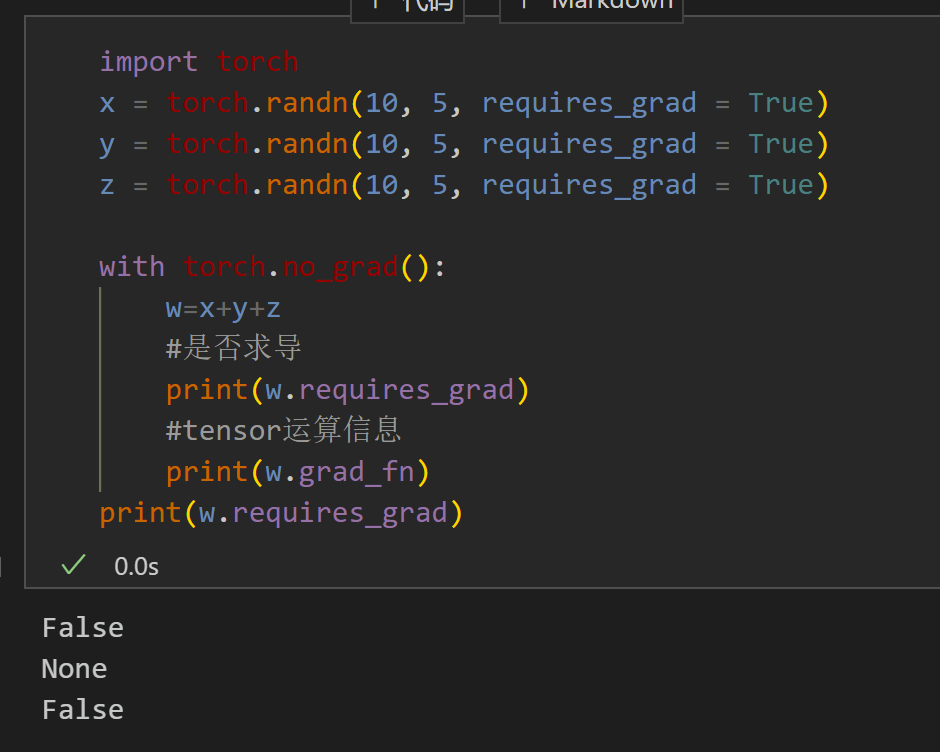 代码
Markdown
import torch
x = torch.randn(10, 5, requires_grad = True)
y = torch.randn(10, 5, requires_grad = True)
z = torch.randn(10, 5, requires_grad = True)
with torch.no_grad():
w=x+y+z
#是否求导
print(w.requires_grad)
#tensor运算信息
print(w.grad_fn)
print(w.requires_grad)
0.0s
False
None
False